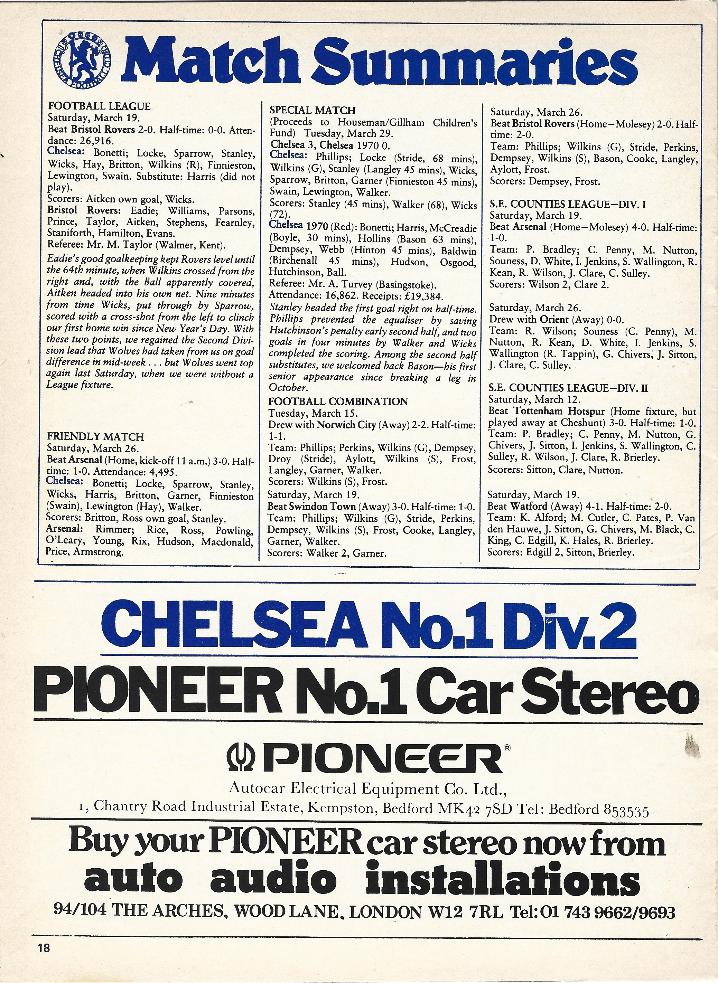 Match Summaries
FOOTBALL LEAGUE
Saturday, March 19.
Beat Bristol Rovers 2-0. Half-time: 0-0. Atten-
dance: 26,916.
Chelsea: Bonetti; Locke, Sparrow, Stanley,
Wicks, Hay, Britton, Wilkins (R), Finnieston,
Lewington, Swain. Substitute: Harris (did not
play).
Scorers: Aitken own goal, Wicks.
Bristol Rovers: Eadie; Williams, Parsons,
Prince, Taylor, Aitken, Stephens, Fearnley,
Staniforth, Hamilton, Evans.
Referee: Mr. M. Taylor (Walmer, Kent).
Eadie's good goalkeeping kept Rovers level until
the 64th minute, when Wilkins crossed from the
right and, with the Ball apparently covered,
Aitken headed into his own net. Nine minutes
from time Wicks, put through by Sparrow,
scored with a cross-shot from the left to clinch
our first home win since New Year's Day. With
these two points, we regained the Second Divi-
sion lead that Wolves had taken from us on goal
difference in mid-week . . . but Wolves went top
again last Saturday, when we were without a
League fixture.
FRIENDLY MATCH
Saturday, March 26.
Beat Arsenal (Home, kick-off 11 a.m.) 3-0. Half-
time: 1-0. Attendance: 4,495.
Chelsea: Bonetti; Locke, Sparrow, Stanley,
Wicks, Harris, Britton, Garner, Finnieston
(Swain), Lewington (Hay), Walker.
Scorers: Britton, Ross own goal, Stanley.
Arsenal: Rimmer; Rice, Ross, Powling,
O'Leary, Young, Rix, Hudson, Macdonald,
Price, Armstrong.
SPECIAL MATCH
(Proceeds to Houseman/Gillham Children's
Fund) Tuesday, March 29.
Chelsea 3, Chelsea 1970 0.
Chelsea: Phillips; Locke (Stride, 68 mins),
Wilkins (G), Stanley (Langley 45 mins), Wicks,
Sparrow, Britton, Garner (Finnieston 45 mins),
Swain, Lewington, Walker.
Scorers: Stanley (45 mins), Walker (68), Wicks
(72).
Chelsea 1970 (Red): Bonetti; Harris, McCreadie
(Boyle, 30 mins), Hollins (Bason 63 mins),
Dempsey, Webb (Hinton 45 mins), Baldwin
(Birchenall 45 mins), Hudson, Osgood,
Hutchinson, Ball.
Referee: Mr. A. Turvey (Basingstoke).
Attendance: 16,862. Receipts: £19,384.
Stanley headed the first goal right on half-time.
Phillips prevented the equaliser by saving
Hutchinson's penalty early second half, and two
goals in four minutes by Walker and Wicks
completed the scoring. Among the second half
substitutes, we welcomed back Bason—his first
senior appearance since breaking a leg in
October.
FOOTBALL COMBINATION
Tuesday, March 15.
Drew with Norwich City (Away) 2-2. Half-time:
1-1.
Team: Phillips; Perkins, Wilkins (G), Dempsey,
Droy (Stride), Aylott, Wilkins (S), Frost,
Langley, Garner, Walker.
Scorers: Wilkins (S), Frost.
Saturday, March 19.
Beat Swindon Town (Away) 3-0. Half-time: 1-0.
Team: Phillips; Wilkins (G), Stride, Perkins,
Dempsey, Wilkins (S), Frost, Cooke, Langley,
Garner, Walker.
Scorers: Walker 2, Garner.
Saturday, March 26.
Beat Bristol Rovers (Home—Molesey) 2-0. Half-
time: 2-0.
Team: Phillips; Wilkins (G), Stride, Perkins,
Dempsey, Wilkins (S), Bason, Cooke, Langley,
Aylott, Frost.
Scorers: Dempsey, Frost.
S.E. COUNTIES LEAGUE—DIV. I
Saturday, March 19.
Beat Arsenal (Home—Molesey) 4-0. Half-time:
1-0.
Team: P. Bradley; C. Penny, M. Nutton,
Souness, D. White, I. Jenkins, S. Wallington, R.
Kean, R. Wilson, J. Clare, C. Sulley.
Scorers: Wilson 2, Clare 2.
Saturday, March 26.
Drew with Orient (Away) 0-0.
Team: R. Wilson; Souness (C. Penny), M.
Nutton, R. Kean, D. White, I. Jenkins, S.
Wallington (R. Tappin), G. Chivers, J. Sitton,
J. Clare, C. Sulley.
S.E. COUNTIES LEAGUE—DIV. II
Saturday, March 12.
Beat Tottenham Hotspur (Home fixture, but
played away at Cheshunt) 3-0. Half-time: 1-0.
Team: P. Bradley; C. Penny, M. Nutton, G.
Chivers, J. Sitton, I. Jenkins, S. Wallington, C.
Sulley, R. Wilson, J. Clare, R. Brierley.
Scorers: Sitton, Clare, Nutton.
Saturday, March 19.
Beat Watford (Away) 4-1. Half-time: 2-0.
Team: K. Alford; M. Cutler, C. Pates, P. Van
den Hauwe, J. Sitton, G. Chivers, M. Black, C.
King, C. Edgill, K. Hales, R. Brierley.
Scorers: Edgill 2, Sitton, Brierley.
CHELSEA No.1 Div.2
PIONEER No.1 Car Stereo
PIONEER®
Autocar Electrical Equipment Co. Ltd.,
1, Chantry Road Industrial Estate, Kempston, Bedford MK42 7SD Tel: Bedford 853535
Buy your PIONEER car stereo now from
auto audio installations
94/104 THE ARCHES, WOOD LANE, LONDON W12 7RL Tel: 01 743 9662/9693
18